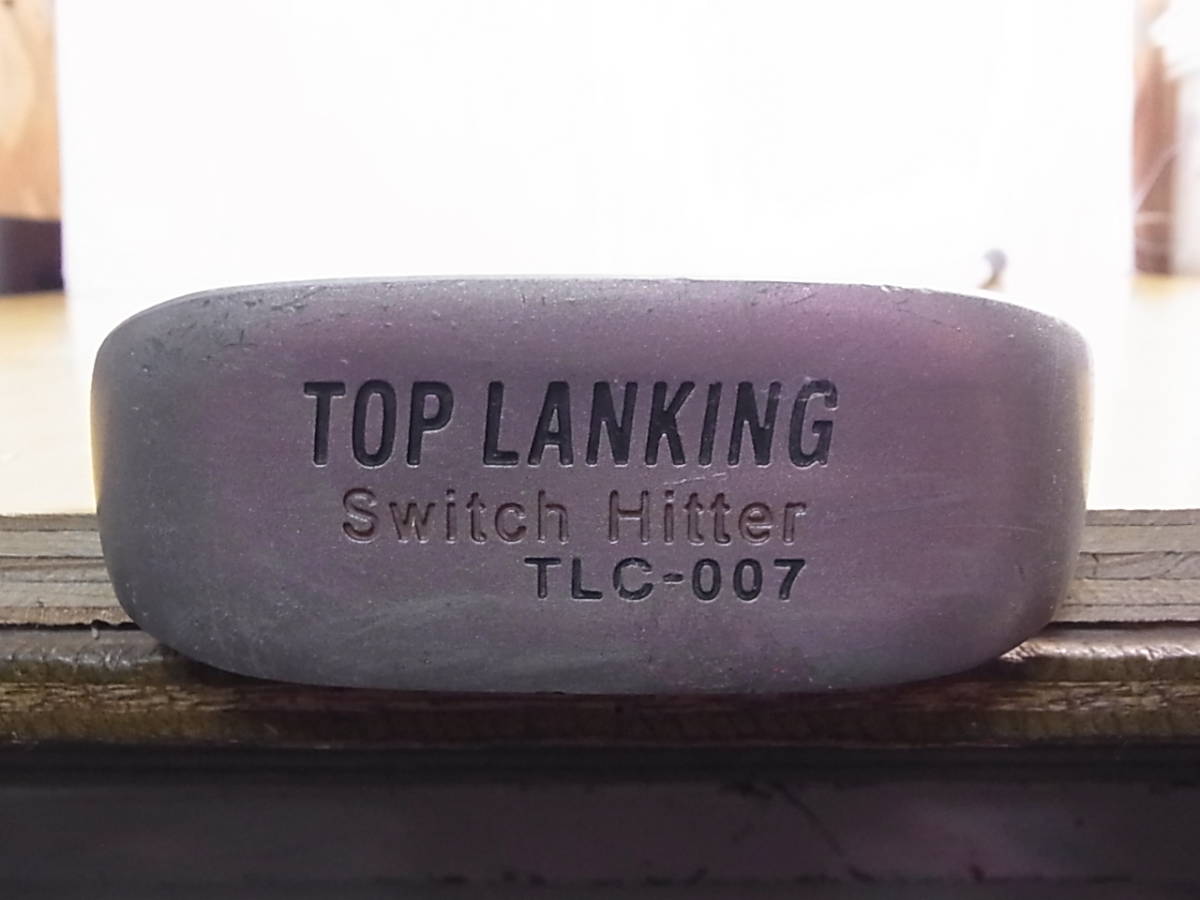 TOP LANKING
Switch Hitter
TLC-007